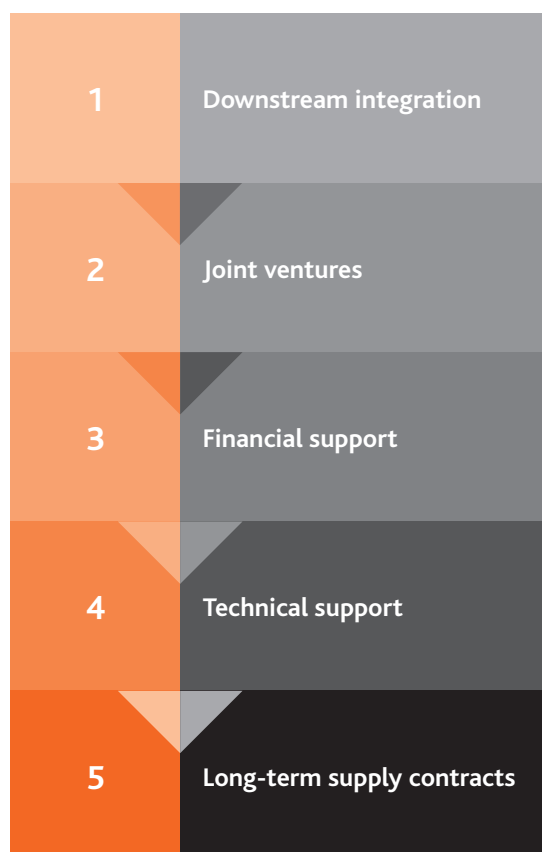 1
Downstream integration
2
Joint ventures
3
Financial support
4
Technical support
5
Long-term supply contracts